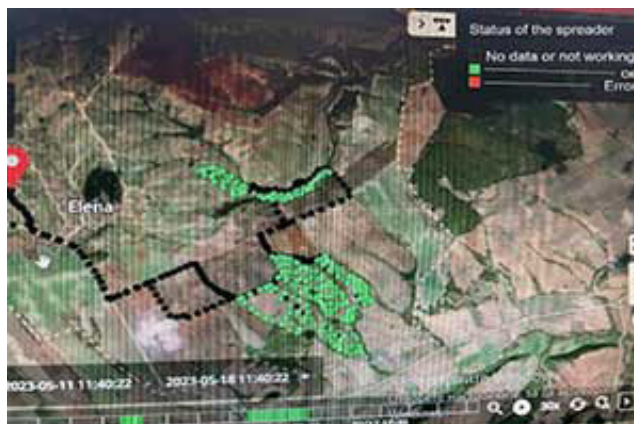 Status of the spreader
No data or not working
Error
Elena
2023-05-11 11:40:22 - 2023-05-18 11:40:22
30X